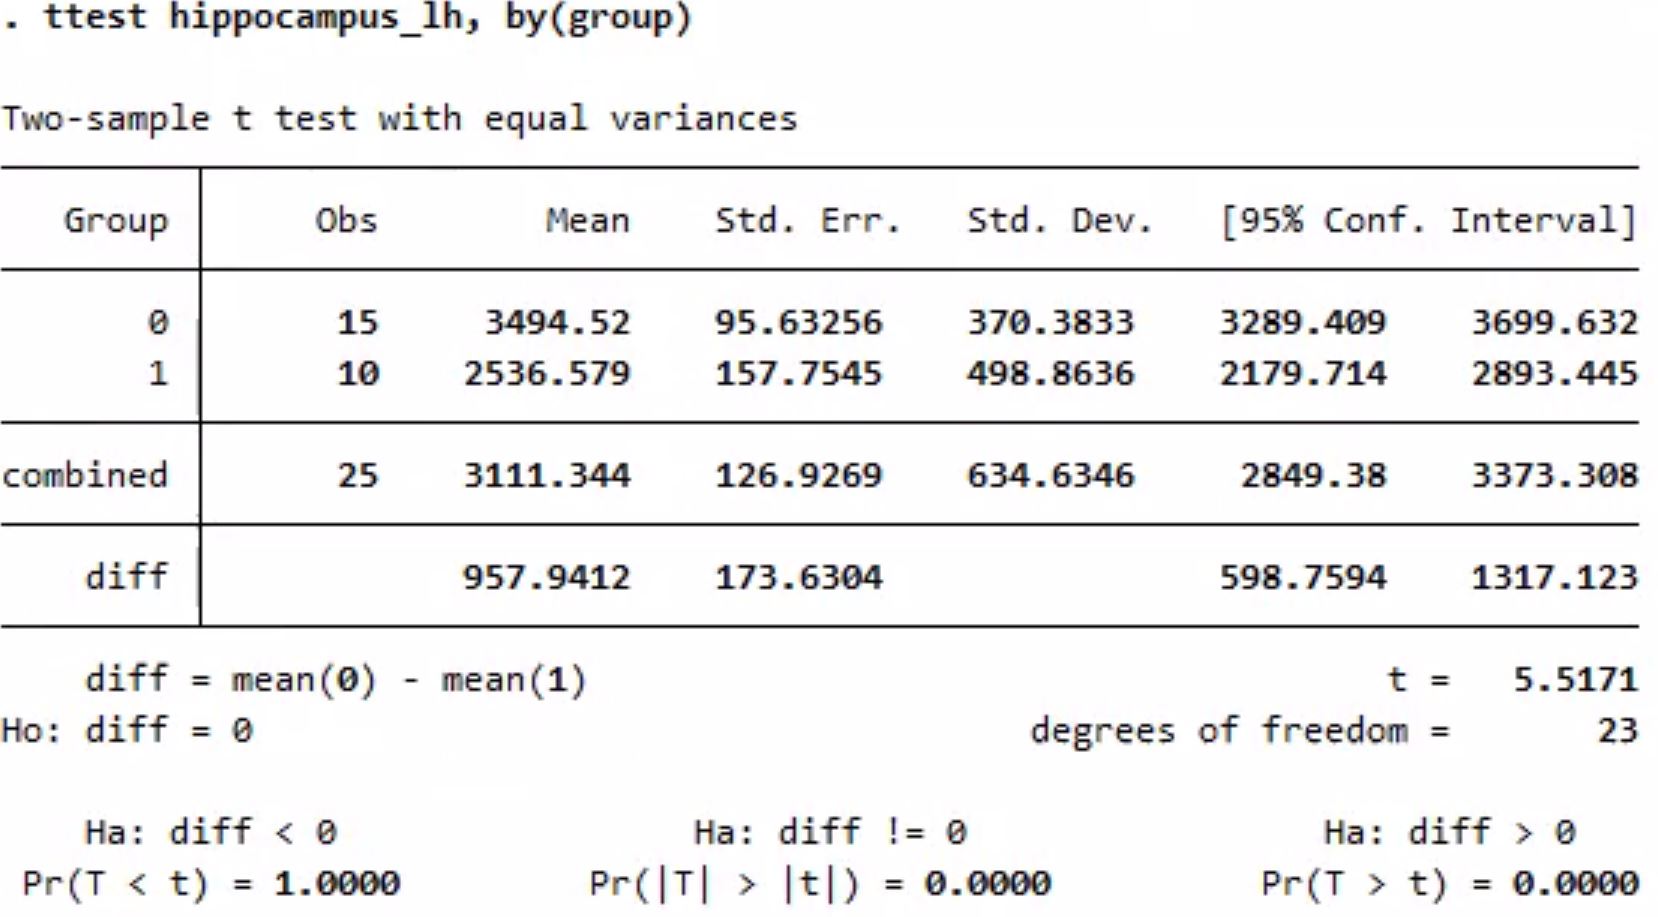 . ttest hippocampus_lh, by(group)
Two-sample t test with equal variances
Group Obs Mean Std. Err. Std. Dev. [95% Conf. Interval]
0 15 3494.52 95.63256 370.3833 3289.409 3699.632
1 10 2536.579 157.7545 498.8636 2179.714 2893.445
combined 25 3111.344 126.9269 634.6346 2849.38 3373.308
diff 957.9412 173.6304 598.7594 1317.123
diff = mean(0) - mean(1) t = 5.5171
Ho: diff = 0 degrees of freedom = 23
Ha: diff < 0 Ha: diff != 0 Ha: diff > 0
Pr(T < t) = 1.0000 Pr(|T| > |t|) = 0.0000 Pr(T > t) = 0.0000